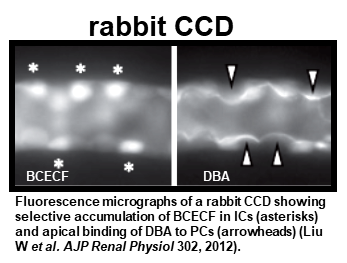 rabbit CCD
* * *
* *
BCECF DBA
Fluorescence micrographs of a rabbit CCD showing
selective accumulation of BCECF in ICs (asterisks)
and apical binding of DBA to PCs (arrowheads) (Liu
W et al. AJP Renal Physiol 302, 2012).